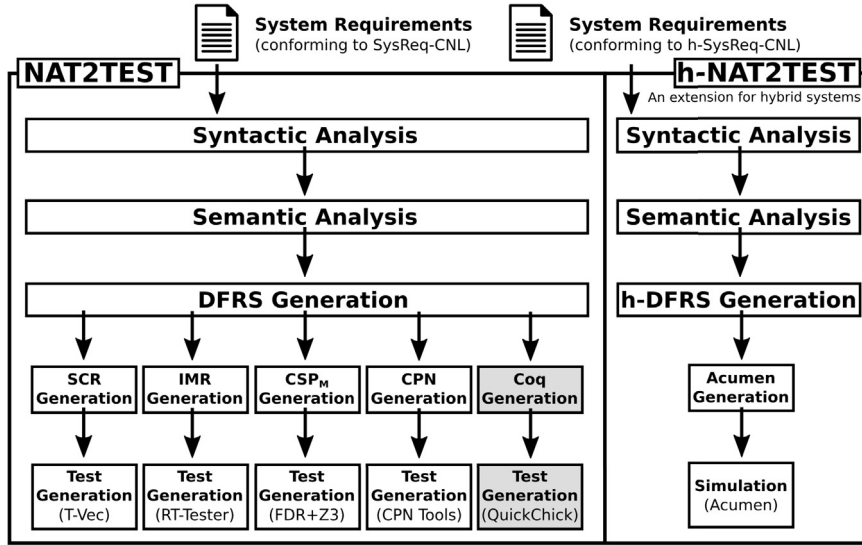 System Requirements
(conforming to SysReq-CNL)
System Requirements
(conforming to h-SysReq-CNL)
NAT2TEST
h-NAT2TEST
An extension for hybrid systems
Syntactic Analysis
Syntactic Analysis
Semantic Analysis
Semantic Analysis
DFRS Generation
h-DFRS Generation
SCR
Generation
IMR
Generation
CSPM
Generation
CPN
Generation
Coq
Generation
Acumen
Generation
Test
Generation
(T-Vec)
Test
Generation
(RT-Tester)
Test
Generation
(FDR+Z3)
Test
Generation
(CPN Tools)
Test
Generation
(QuickChick)
Simulation
(Acumen)